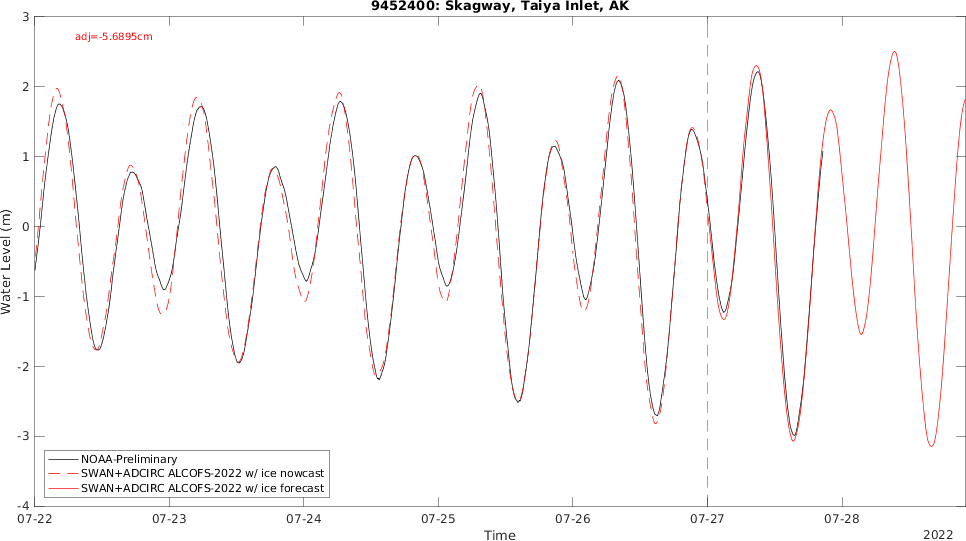 9452400: Skagway, Taiya Inlet, AK
3
adj=-5.6895cm
2
1
0
-1
-2
-3
-4
Water Level (m)
NOAA-Preliminary
SWAN+ADCIRC ALCOFS-2022 w/ ice nowcast
SWAN+ADCIRC ALCOFS-2022 w/ ice forecast
07-22 07-23 07-24 07-25 07-26 07-27 07-28
Time
2022